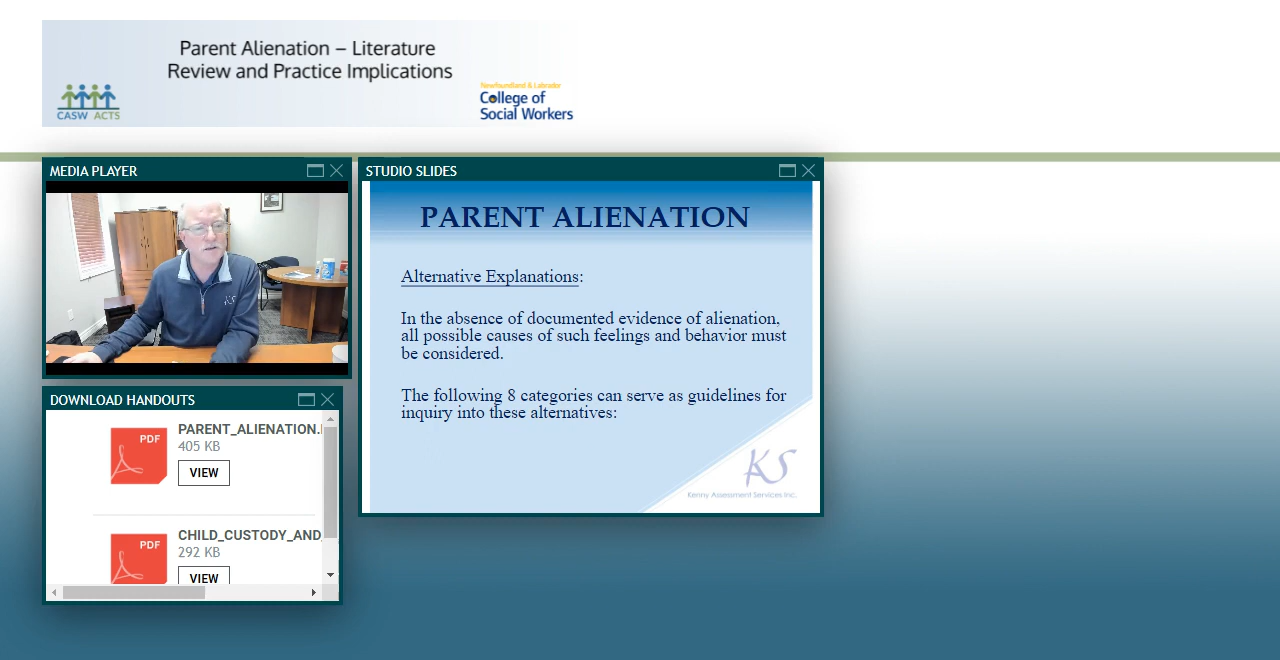 Parent Alienation – Literature
Review and Practice Implications
CASW ACTS
Newfoundland & Labrador
College of
Social Workers
MEDIA PLAYER
KS
STUDIO SLIDES
PARENT ALIENATION
Alternative Explanations:
In the absence of documented evidence of alienation,
all possible causes of such feelings and behavior must
be considered.
The following 8 categories can serve as guidelines for
inquiry into these alternatives:
KS
Kenny Assessment Services Inc.
DOWNLOAD HANDOUTS
PDF
PARENT_ALIENATION.
405 KB
VIEW
PDF
CHILD_CUSTODY_AND_
292 KB
VIEW